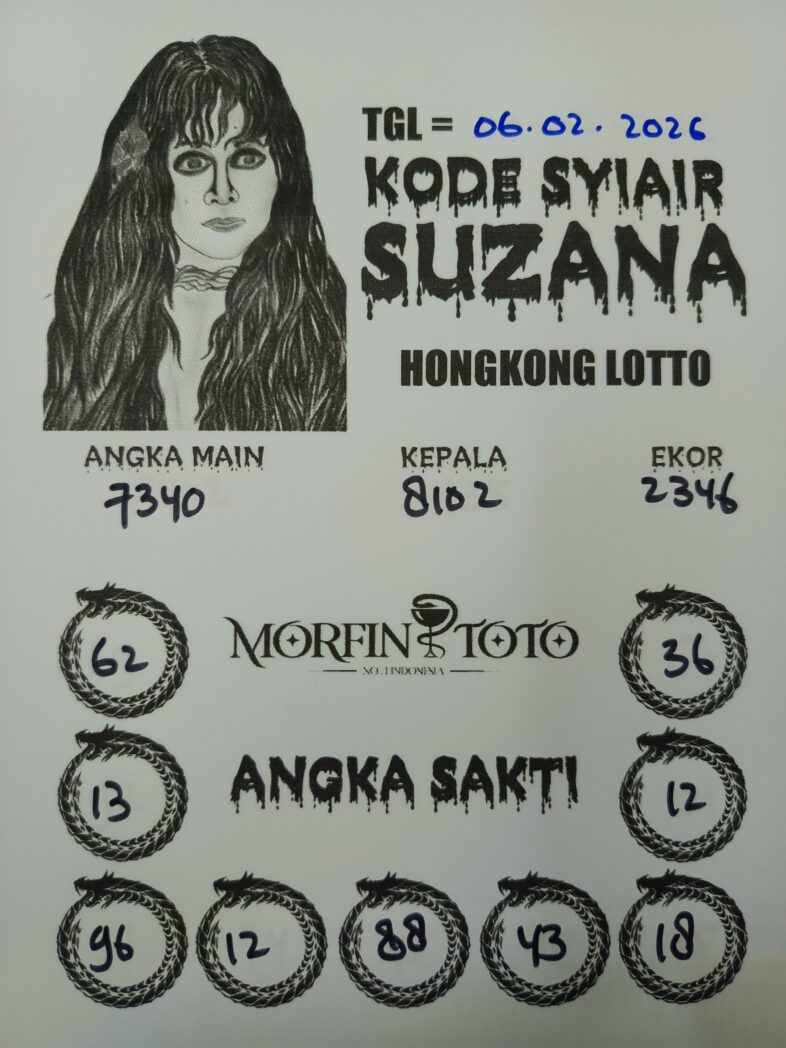 TGL = 06.02.2026
KODE SYIAIR
SUZANA
HONGKONG LOTTO
ANGKA MAIN KEPALA EKOR
7340 8102 2346
MORFIN TOTO
NO.1 INDONESIA
62 36
ANGKA SAKTI
13 12
96 12 88 43 18